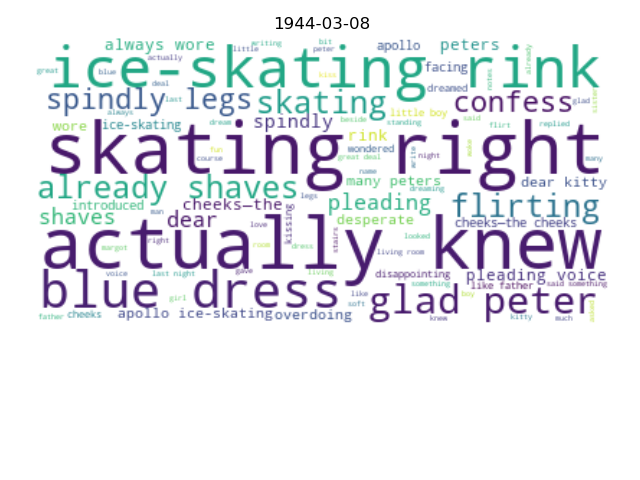 1944-03-08
always wore
little
writing
bit
peter
apollo
peters
already
great
actually
ice-skating rink
facing
blue
deal
kiss
dreamed
notes
spindly legs
last
skating
confess
glad
sister
always
little boy
wore
ice-skating
dream
spindly
beside
standing
said
flirt
replied
skating right
fun
course
rink
wondered
great deal
write
night
awoke
many
name
already shaves
many peters
dear kitty
dreaming
legs
introduced
cheeks—the
pleading
flirting
man
shaves
dear
kissing
desperate
cheeks—the cheeks
love
actually knew
right
margot
room
dress
stairs
looked
living room
voice
last night
gave
living
disappointing
pleading voice
something
said something
blue dress
like father
girl
like
soft
glad peter
boy
asked
father
cheeks
apollo ice-skating
overdoing
knew
kitty
much